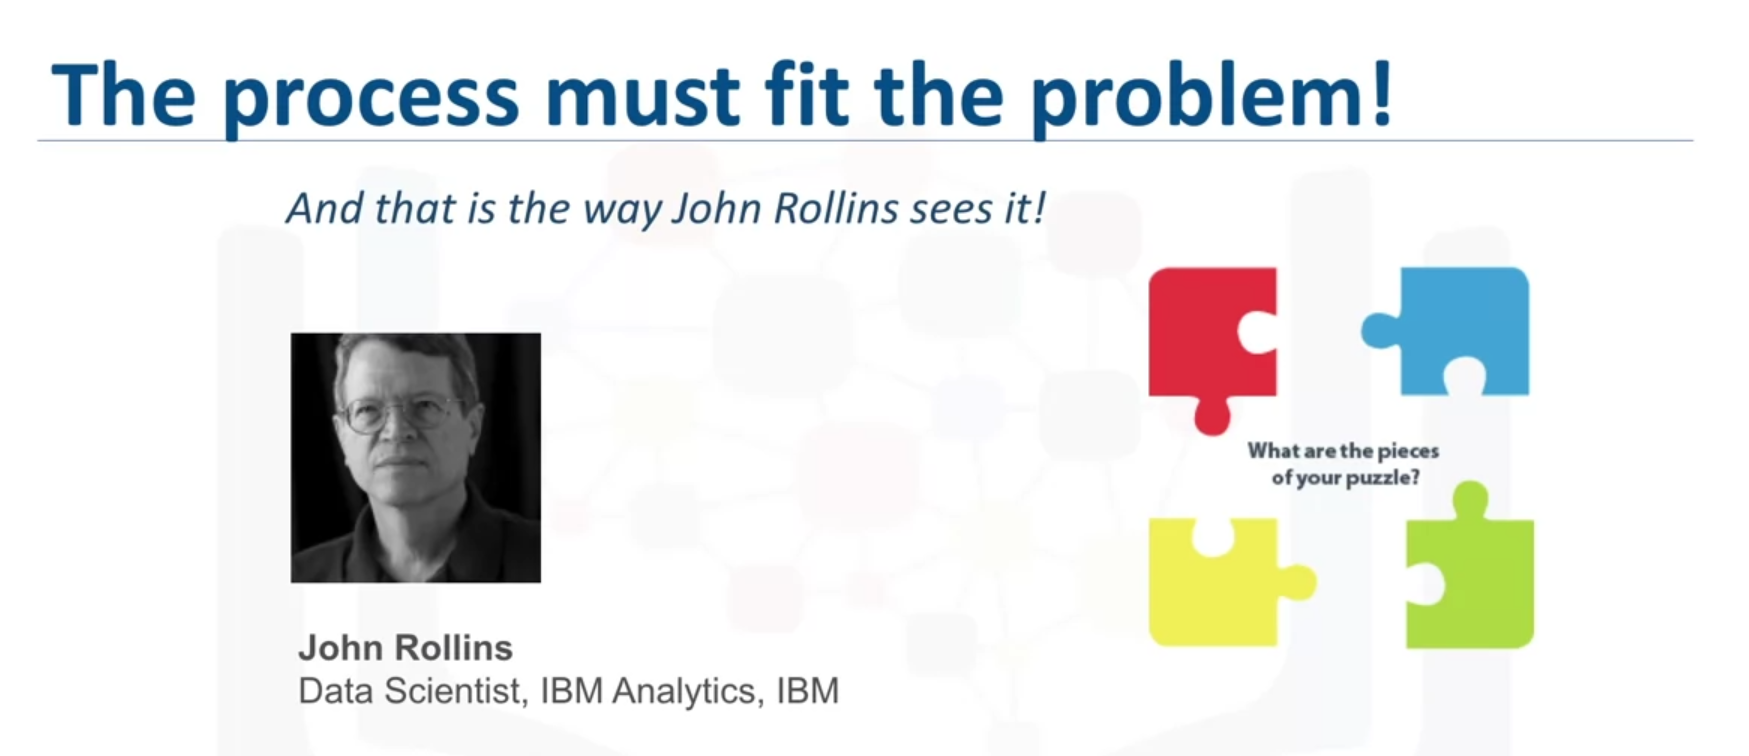 The process must fit the problem!
And that is the way John Rollins sees it!
What are the pieces
of your puzzle?
John Rollins
Data Scientist, IBM Analytics, IBM